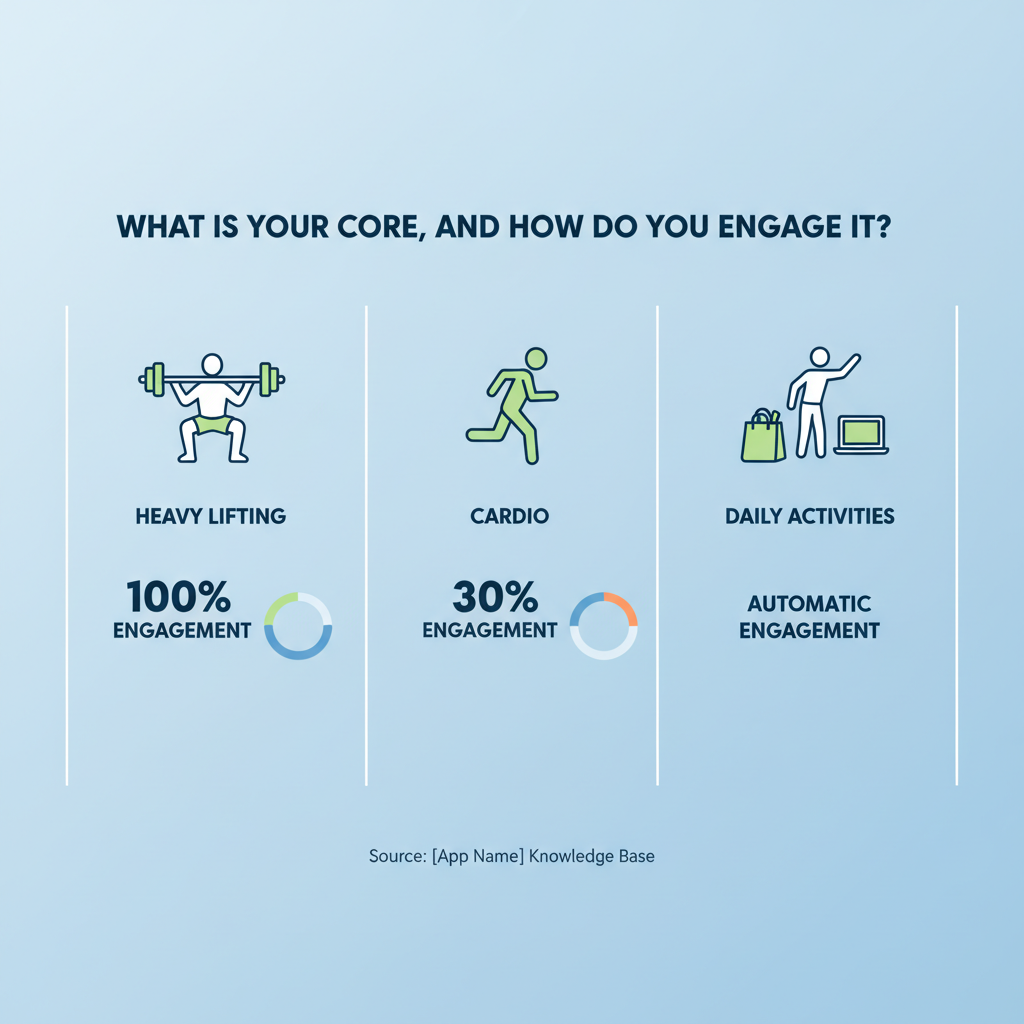 WHAT IS YOUR CORE, AND HOW DO YOU ENGAGE IT?
HEAVY LIFTING
100%
ENGAGEMENT
CARDIO
30%
ENGAGEMENT
DAILY ACTIVITIES
AUTOMATIC
ENGAGEMENT
Source: [App Name] Knowledge Base